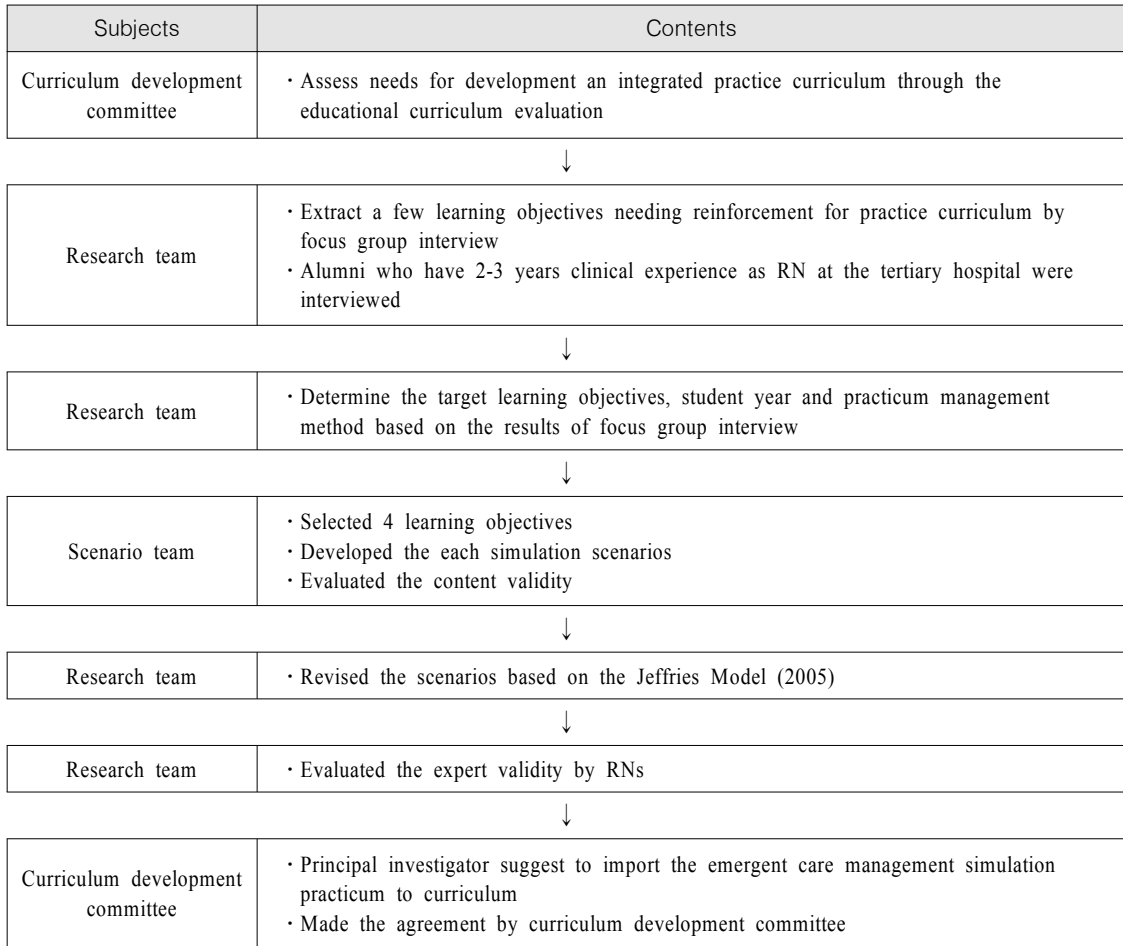 Subjects
Contents
Curriculum development
committee
· Assess needs for development an integrated practice curriculum through the
educational curriculum evaluation
↓
Research team
· Extract a few learning objectives needing reinforcement for practice curriculum by
focus group interview
· Alumni who have 2-3 years clinical experience as RN at the tertiary hospital were
interviewed
↓
Research team
· Determine the target learning objectives, student year and practicum management
method based on the results of focus group interview
↓
Scenario team
· Selected 4 learning objectives
· Developed the each simulation scenarios
· Evaluated the content validity
↓
Research team
· Revised the scenarios based on the Jeffries Model (2005)
↓
Research team
· Evaluated the expert validity by RNs
↓
Curriculum development
committee
· Principal investigator suggest to import the emergent care management simulation
practicum to curriculum
· Made the agreement by curriculum development committee